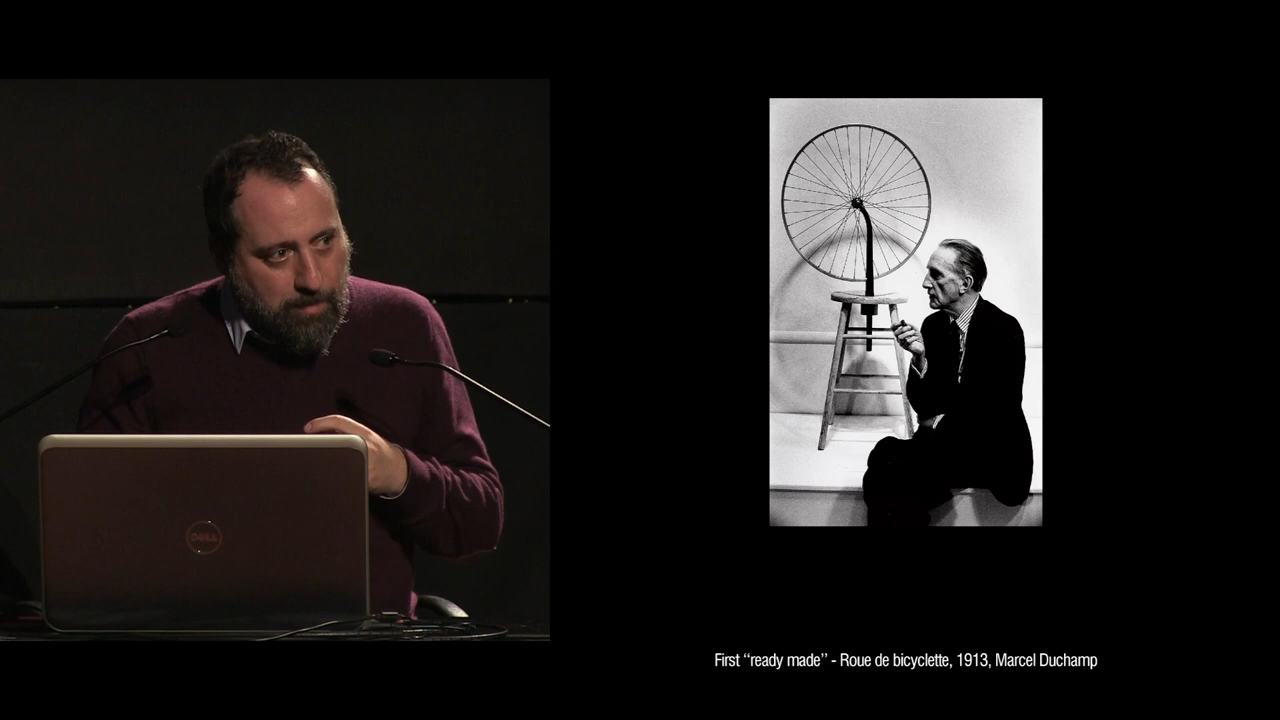 DELL
First “ready made” - Roue de bicyclette, 1913, Marcel Duchamp